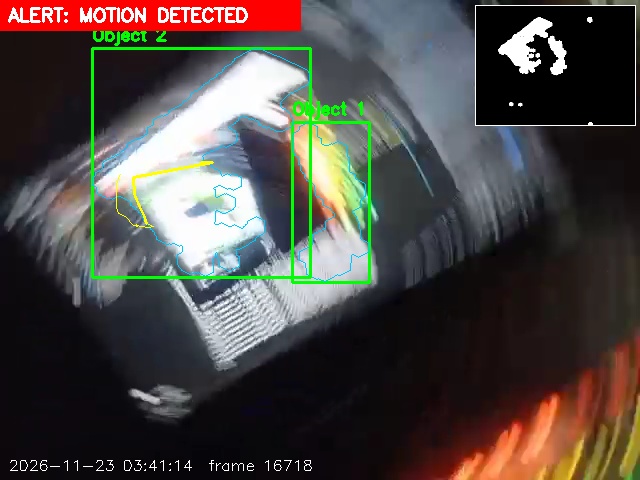 ALERT: MOTION DETECTED
Object 2
Object 1
2026-11-23 03:41:14 frame 16718